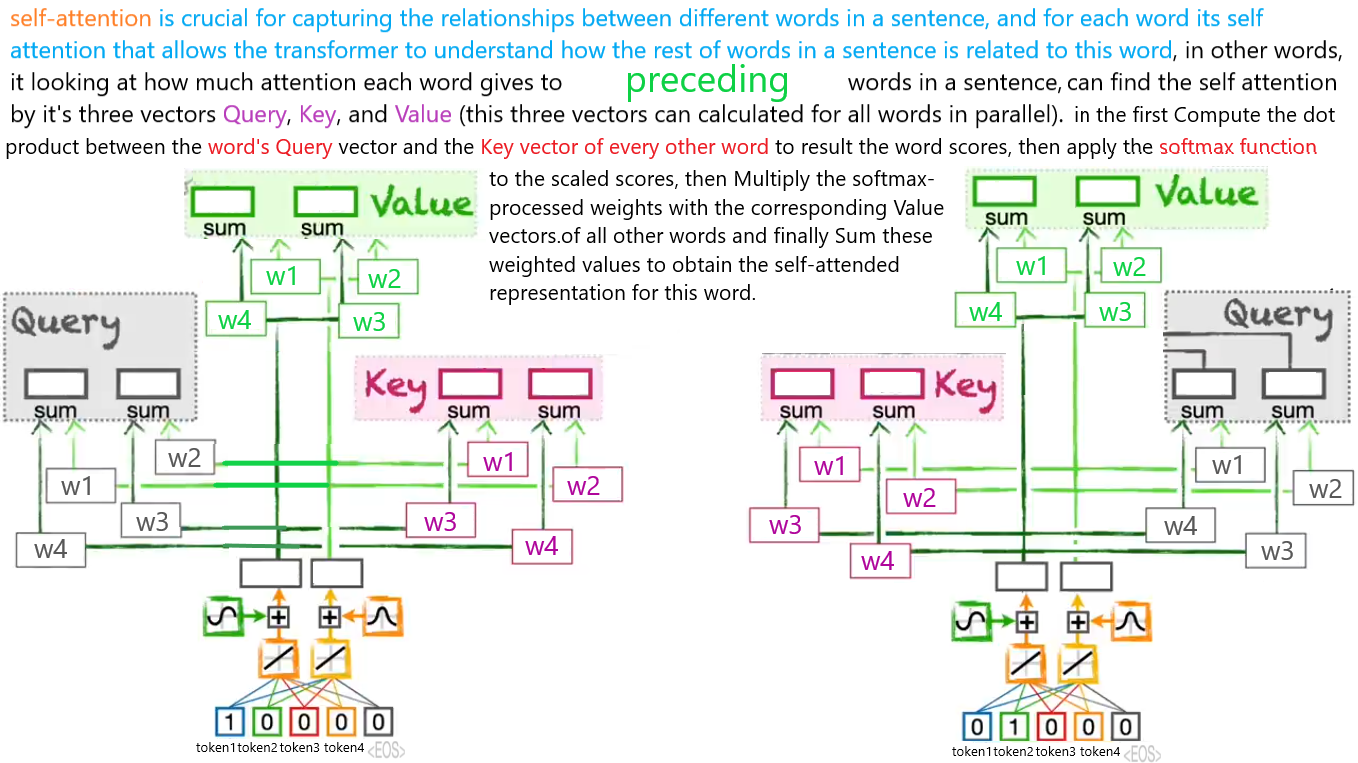 self-attention is crucial for capturing the relationships between different words in a sentence, and for each word its self
attention that allows the transformer to understand how the rest of words in a sentence is related to this word, in other words,
it looking at how much attention each word gives to preceding words in a sentence, can find the self attention
by it's three vectors Query, Key, and Value (this three vectors can calculated for all words in parallel). in the first Compute the dot
product between the word's Query vector and the Key vector of every other word to result the word scores, then apply the softmax function
to the scaled scores, then Multiply the softmax-
processed weights with the corresponding Value
vectors.of all other words and finally Sum these
weighted values to obtain the self-attended
representation for this word.
Value
sum sum
w1 w2
w4 w3
Query
sum sum
Key
sum sum
w2 w1
w1 w2
w3 w3
w4 w4
+ +
1 0 0 0 0
token1 token2 token3 token4 <EOS>
Value
sum sum
w1 w2
w4 w3
Key
sum sum
Query
sum sum
w1 w1
w2 w2
w3 w4
w4 w3
+ +
0 1 0 0 0
token1 token2 token3 token4 <EOS>